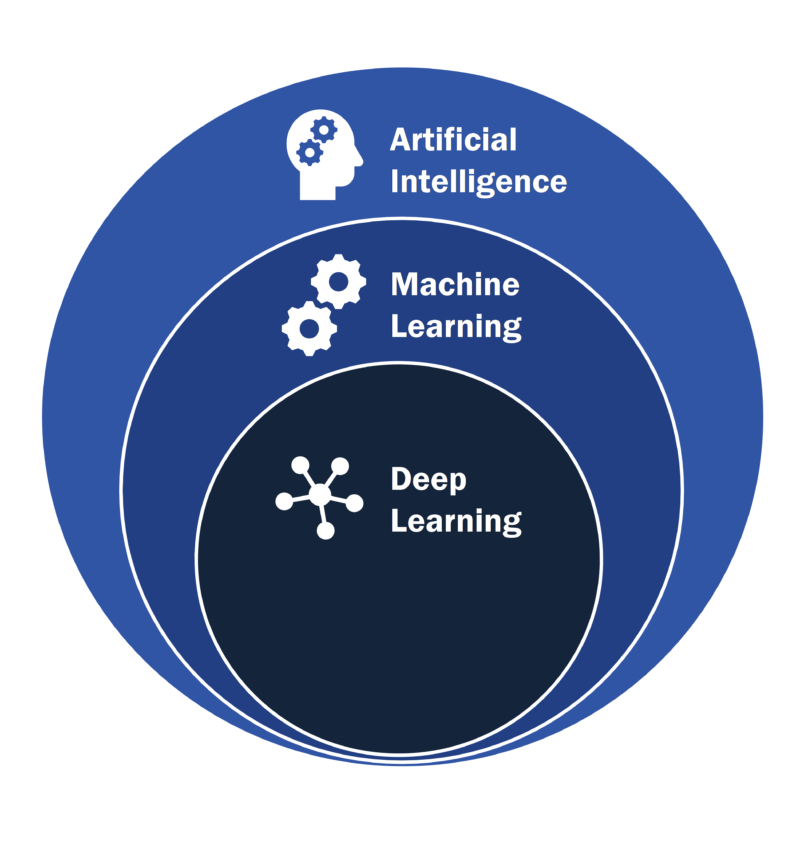 Artificial
Intelligence
Machine
Learning
Deep
Learning